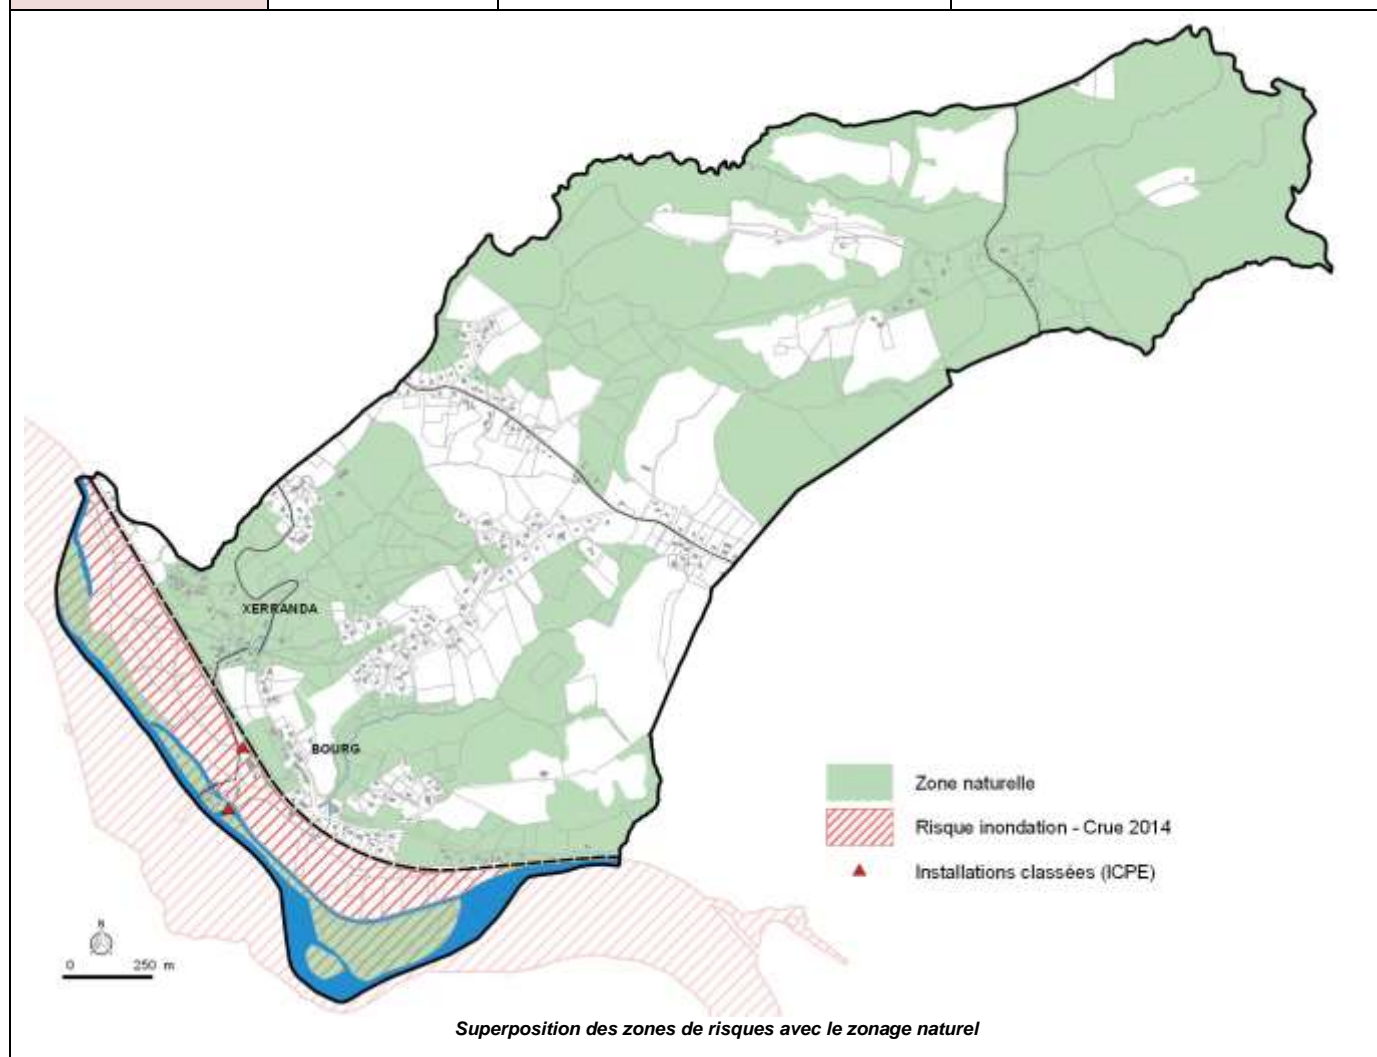 XERRANDA
BOURG
Zone naturelle
Risque inondation - Crue 2014
Installations classées (ICPE)
N
0 250 m
Superposition des zones de risques avec le zonage naturel